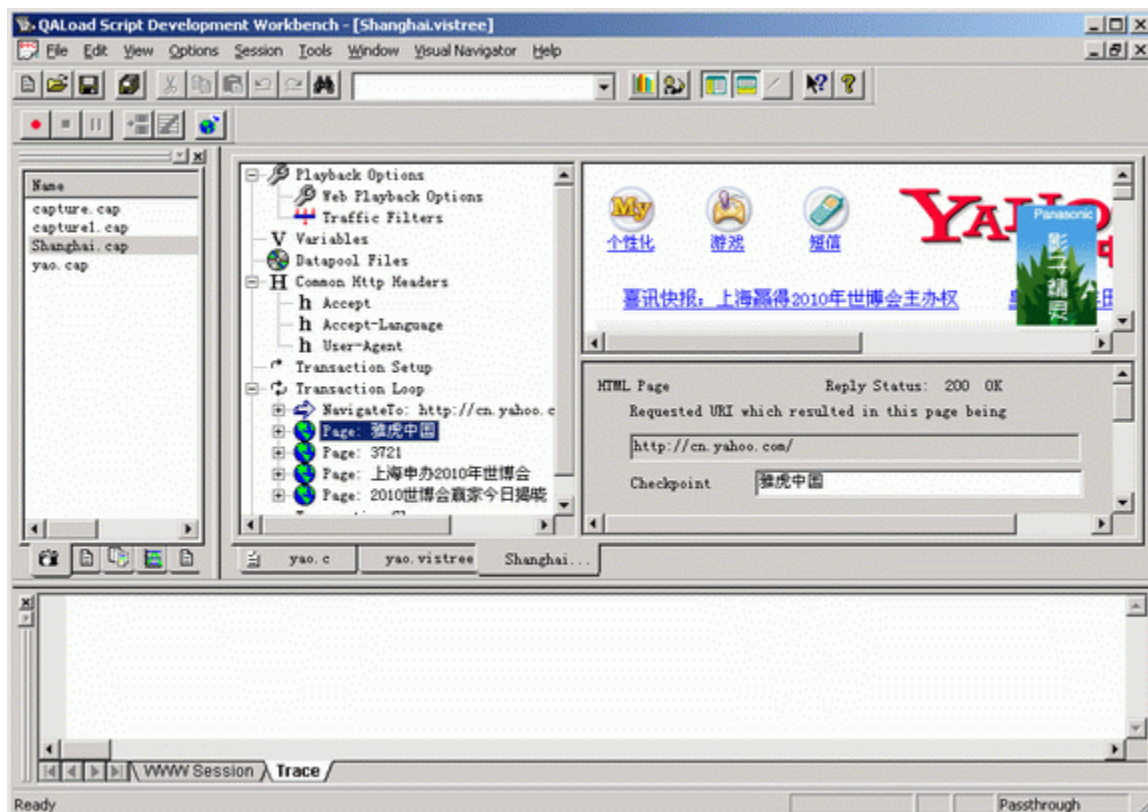 QALoad Script Development Workbench - [Shanghai.vistree]
File Edit View Options Session Tools Window Visual Navigator Help
Name
capture.cap
capture1.cap
Shanghai.cap
yao.cap
Playback Options
Web Playback Options
Traffic Filters
V Variables
Datapool Files
H Common Http Headers
h Accept
h Accept-Language
h User-Agent
Transaction Setup
Transaction Loop
NavigateTo: http://cn.yahoo.c
Page: 雅虎中国
Page: 3721
Page: 上海申办2010年世博会
Page: 2010世博会赢家今日揭晓
My
个性化 游戏 短信
YAHOO
Panasonic
影子精灵
喜讯快报：上海赢得2010年世博会主办权
HTML Page Reply Status: 200 OK
Requested URI which resulted in this page being
http://cn.yahoo.com/
Checkpoint 雅虎中国
yao.c yao.vistree Shanghai...
WWW Session Trace
Ready Passthrough